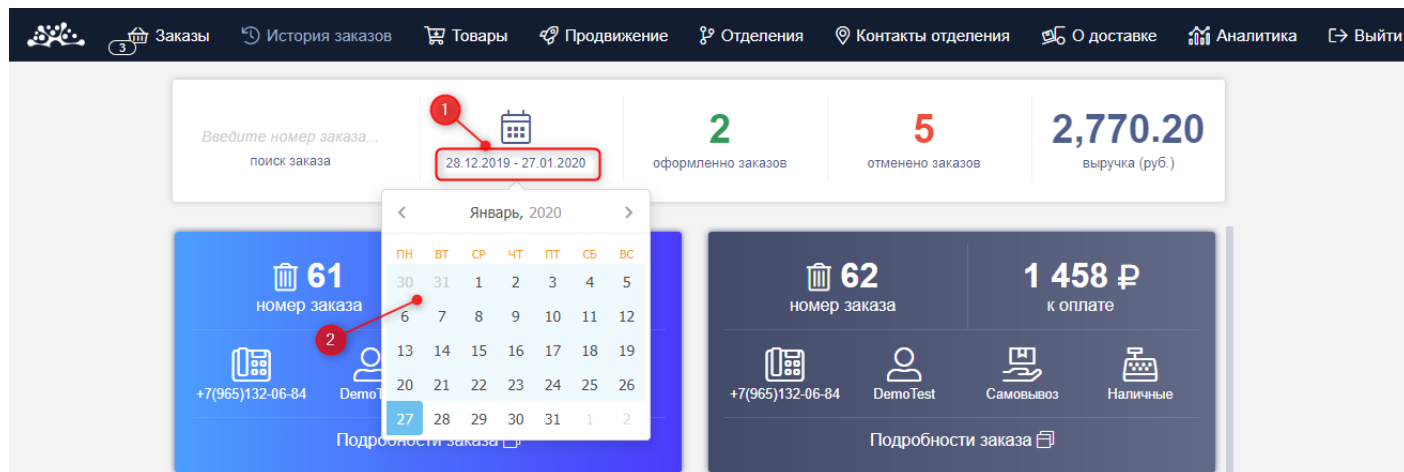 3 Заказы История заказов Товары Продвижение Отделения Контакты отделения О доставке Аналитика Выйти
1
Введите номер заказа... 2 5 2,770.20
поиск заказа 28.12.2019 - 27.01.2020 оформленно заказов отменено заказов выручка (руб.)
Январь, 2020
ПН ВТ СР ЧТ ПТ СБ ВС
30 31 1 2 3 4 5
6 7 8 9 10 11 12
13 14 15 16 17 18 19
20 21 22 23 24 25 26
27 28 29 30 31 1 2
2
61
номер заказа
+7(965)132-06-84
Подробности заказа
62 1 458 ₽
номер заказа к оплате
+7(965)132-06-84 DemoTest Самовывоз Наличные
Подробности заказа